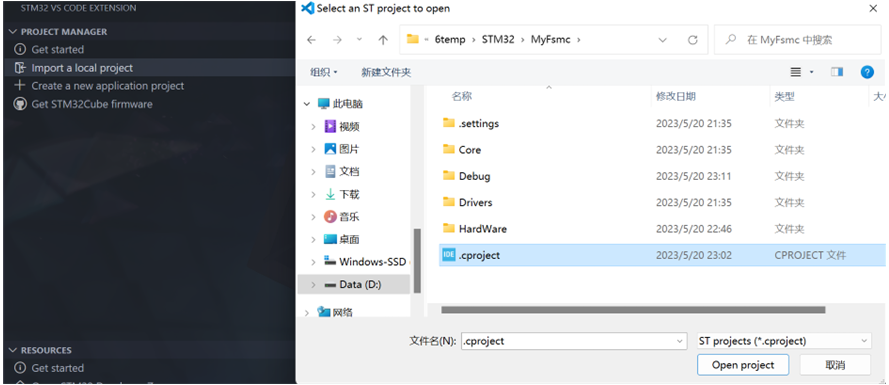 STM32 VS CODE EXTENSION
PROJECT MANAGER
Get started
Import a local project
Create a new application project
Get STM32Cube firmware
RESOURCES
Get started
Select an ST project to open
« 6temp › STM32 › MyFsmc ›
在 MyFsmc 中搜索
组织 新建文件夹
此电脑
视频
图片
文档
下载
音乐
桌面
Windows-SSD (
Data (D:)
网络
名称 修改日期 类型 大小
.settings 2023/5/20 21:35 文件夹
Core 2023/5/20 21:35 文件夹
Debug 2023/5/20 23:11 文件夹
Drivers 2023/5/20 21:35 文件夹
HardWare 2023/5/20 22:46 文件夹
IDE .cproject 2023/5/20 23:02 CPROJECT 文件
文件名(N): .cproject ST projects (*.cproject)
Open project 取消